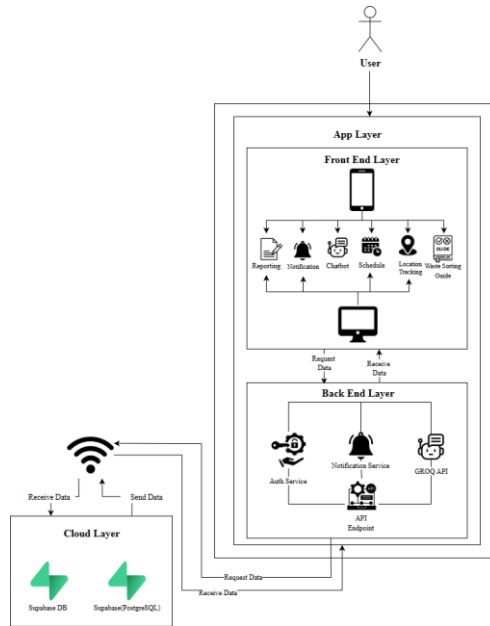 User
App Layer
Front End Layer
Reporting
Notification
Chatbot
Schedule
Location
Tracking
GUIDE
Waste Sorting
Guide
Request
Data
Receive
Data
Back End Layer
Auth Service
Notification Service
GROQ API
API
Endpoint
Receive Data
Send Data
Cloud Layer
Supabase DB
Supabase(PostgreSQL)
Request Data
Receive Data